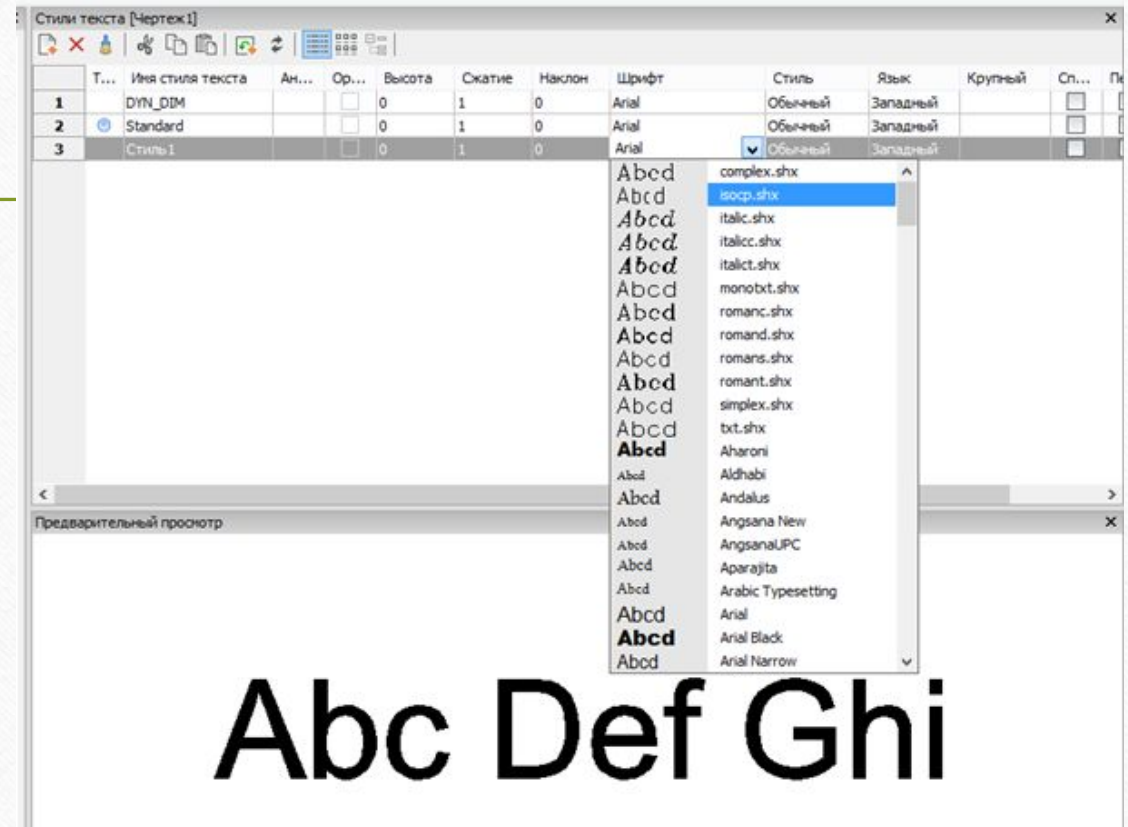 Стили текста [Чертеж1]
Т... Имя стиля текста Ан... Ор... Высота Сжатие Наклон Шрифт Стиль Язык Крупный Сп... Пе
1 DYN_DIM 0 1 0 Arial Обычный Западный
2 Standard 0 1 0 Arial Обычный Западный
3 Стиль1 0 1 0 Arial Обычный Западный
Abcd complex.shx
Abcd isocp.shx
Abcd italic.shx
Abcd italicc.shx
Abcd italict.shx
Abcd monotxt.shx
Abcd romanc.shx
Abcd romand.shx
Abcd romans.shx
Abcd romant.shx
Abcd simplex.shx
Abcd txt.shx
Abcd Aharoni
Abcd Aldhabi
Abcd Andalus
Abcd Angsana New
Abcd AngsanaUPC
Abcd Aparajita
Abcd Arabic Typesetting
Abcd Arial
Abcd Arial Black
Abcd Arial Narrow
Предварительный просмотр
Abc Def Ghi